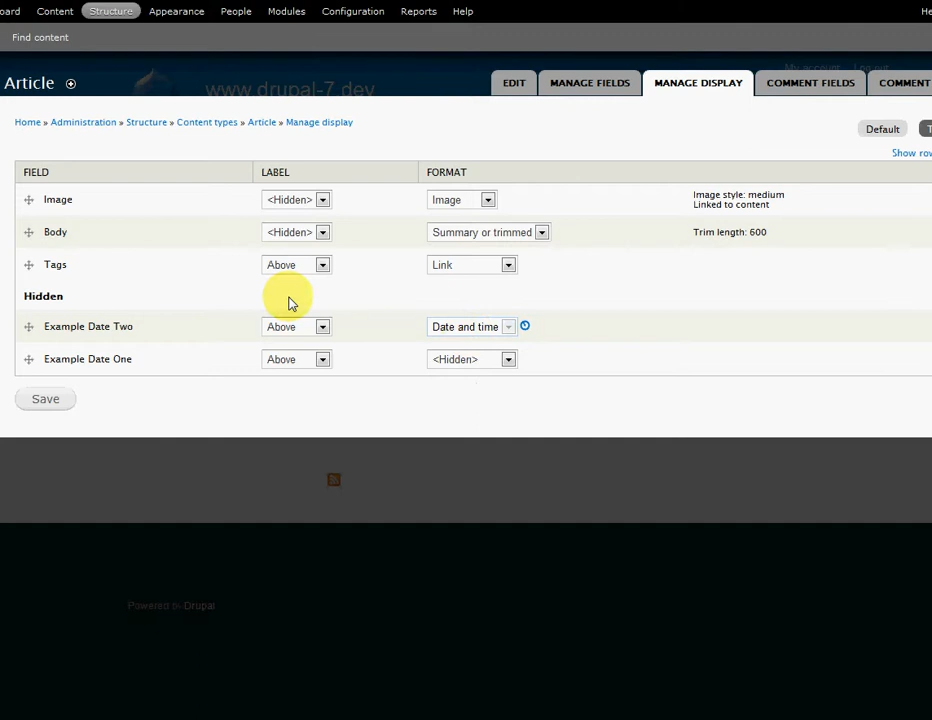 oard Content Structure Appearance People Modules Configuration Reports Help He
Find content
My account Log out
Article www.drupal-7.dev EDIT MANAGE FIELDS MANAGE DISPLAY COMMENT FIELDS COMMENT
Home » Administration » Structure » Content types » Article » Manage display
Default T
Show row
FIELD LABEL FORMAT
Image <Hidden> Image Image style: medium
Linked to content
Body <Hidden> Summary or trimmed Trim length: 600
Tags Above Link
Hidden
Example Date Two Above Date and time
Example Date One Above <Hidden>
Save
Powered by Drupal